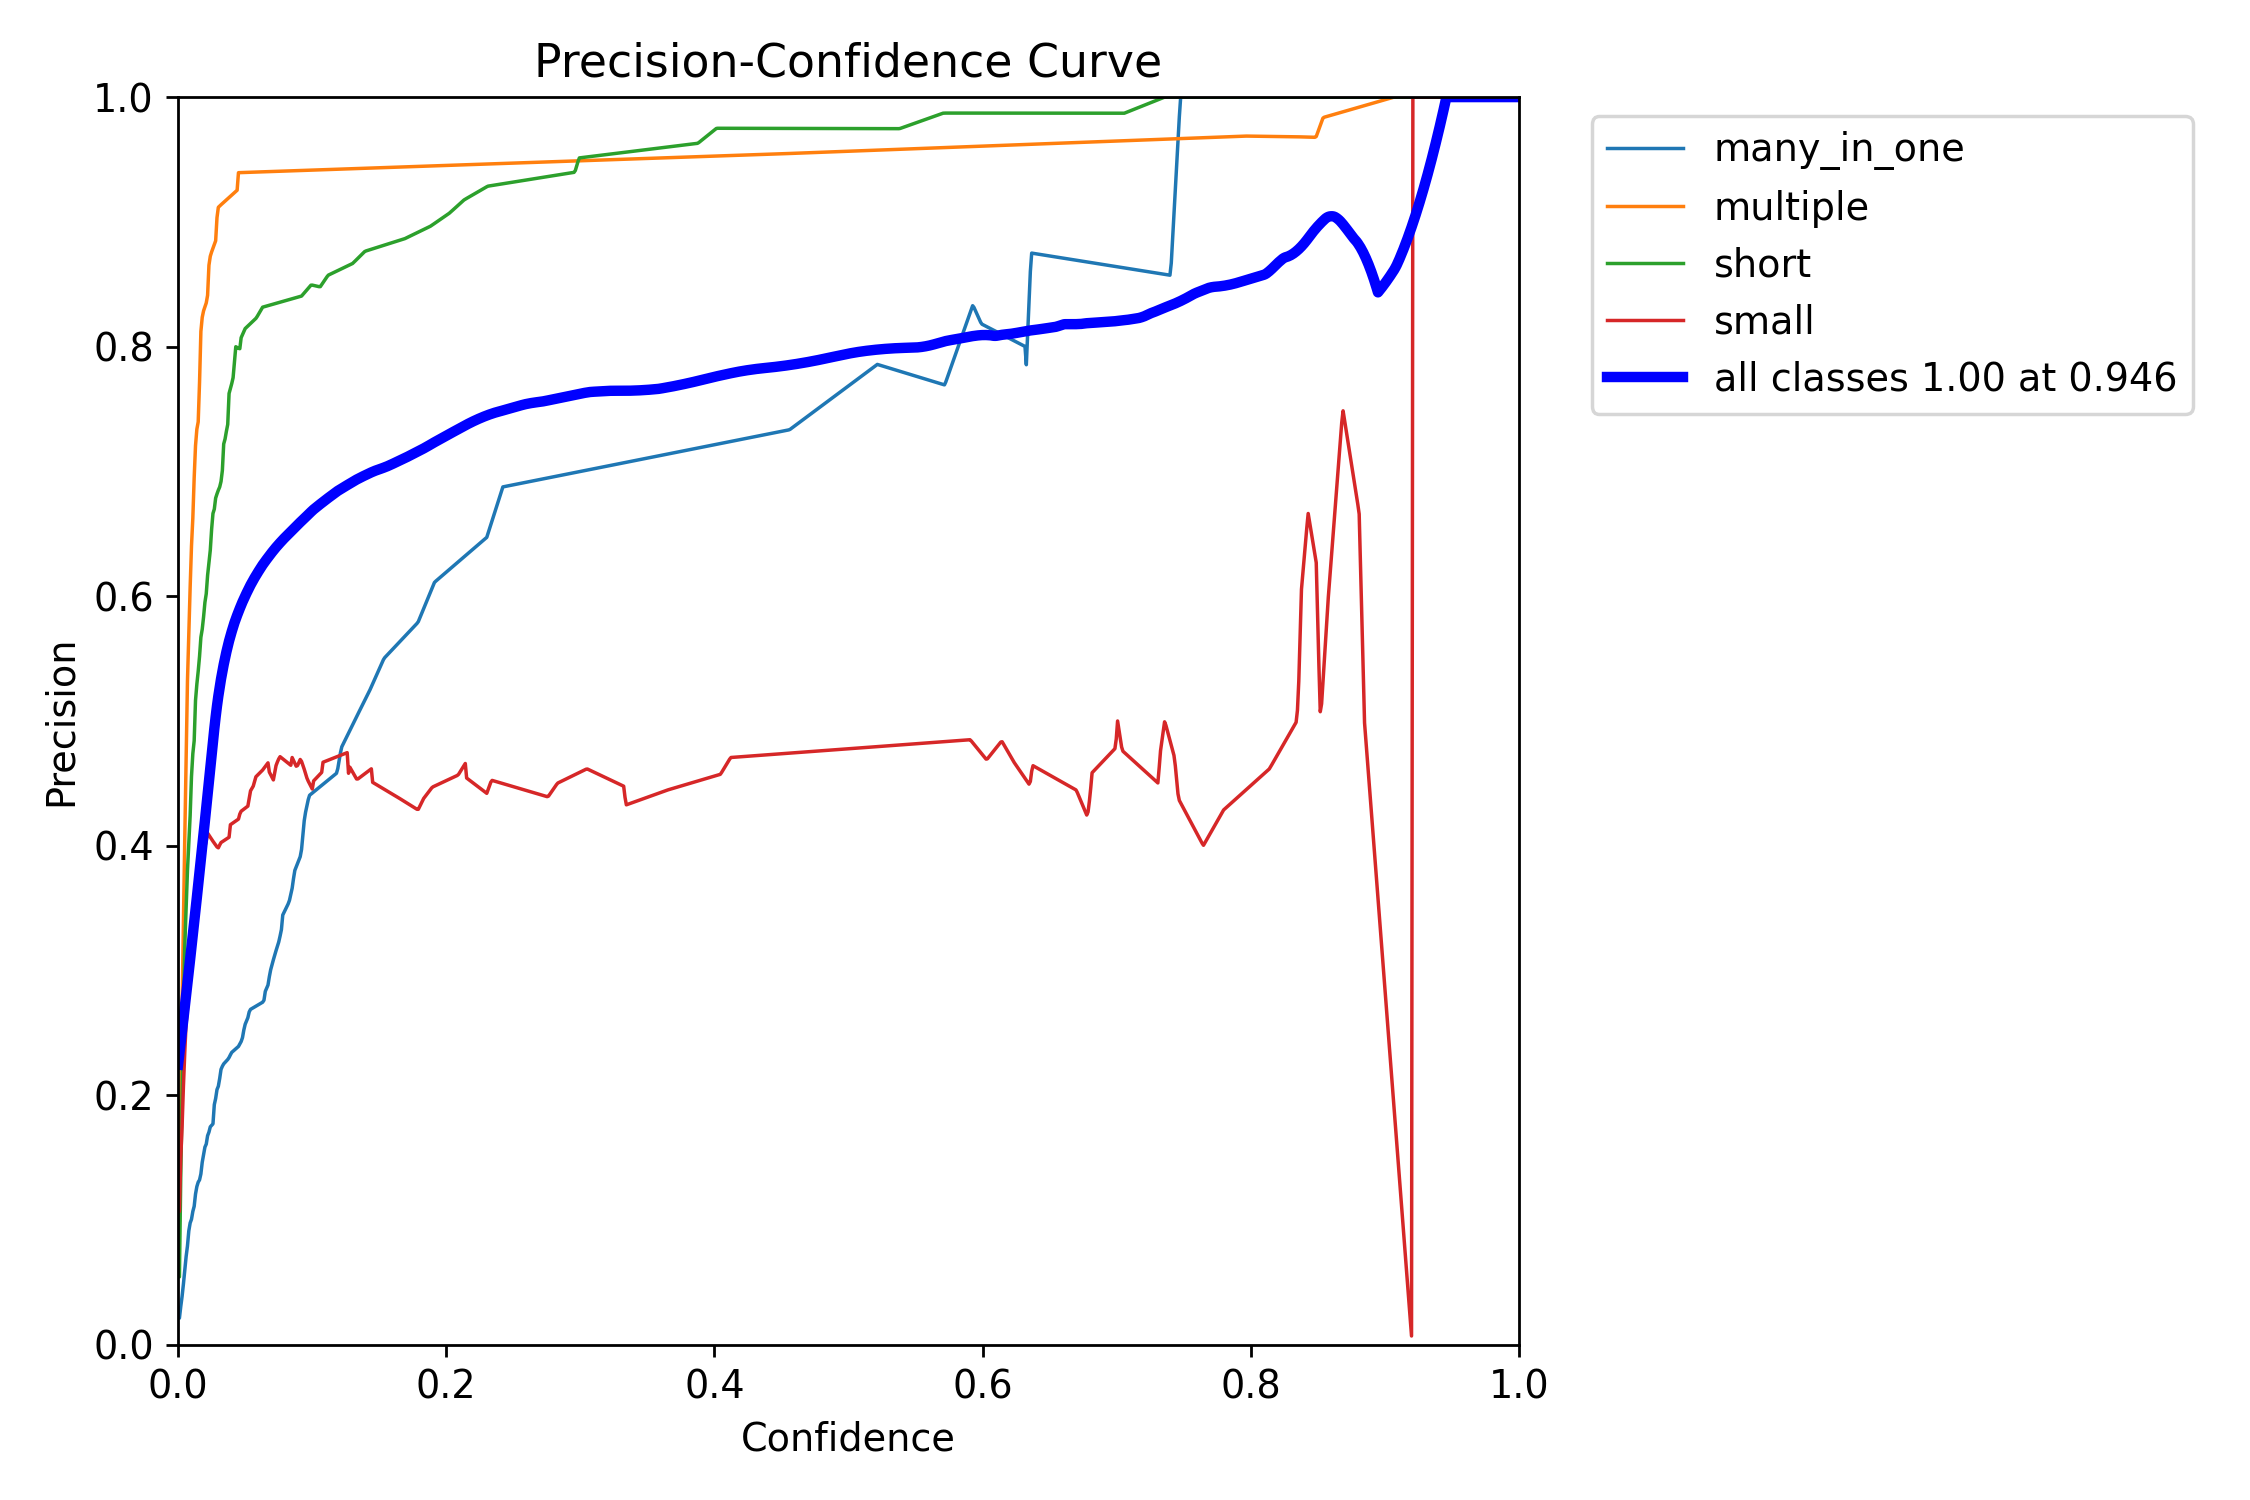 Precision-Confidence Curve
1.0
0.8
0.6
0.4
0.2
0.0
Precision
0.0 0.2 0.4 0.6 0.8 1.0
Confidence
many_in_one
multiple
short
small
all classes 1.00 at 0.946